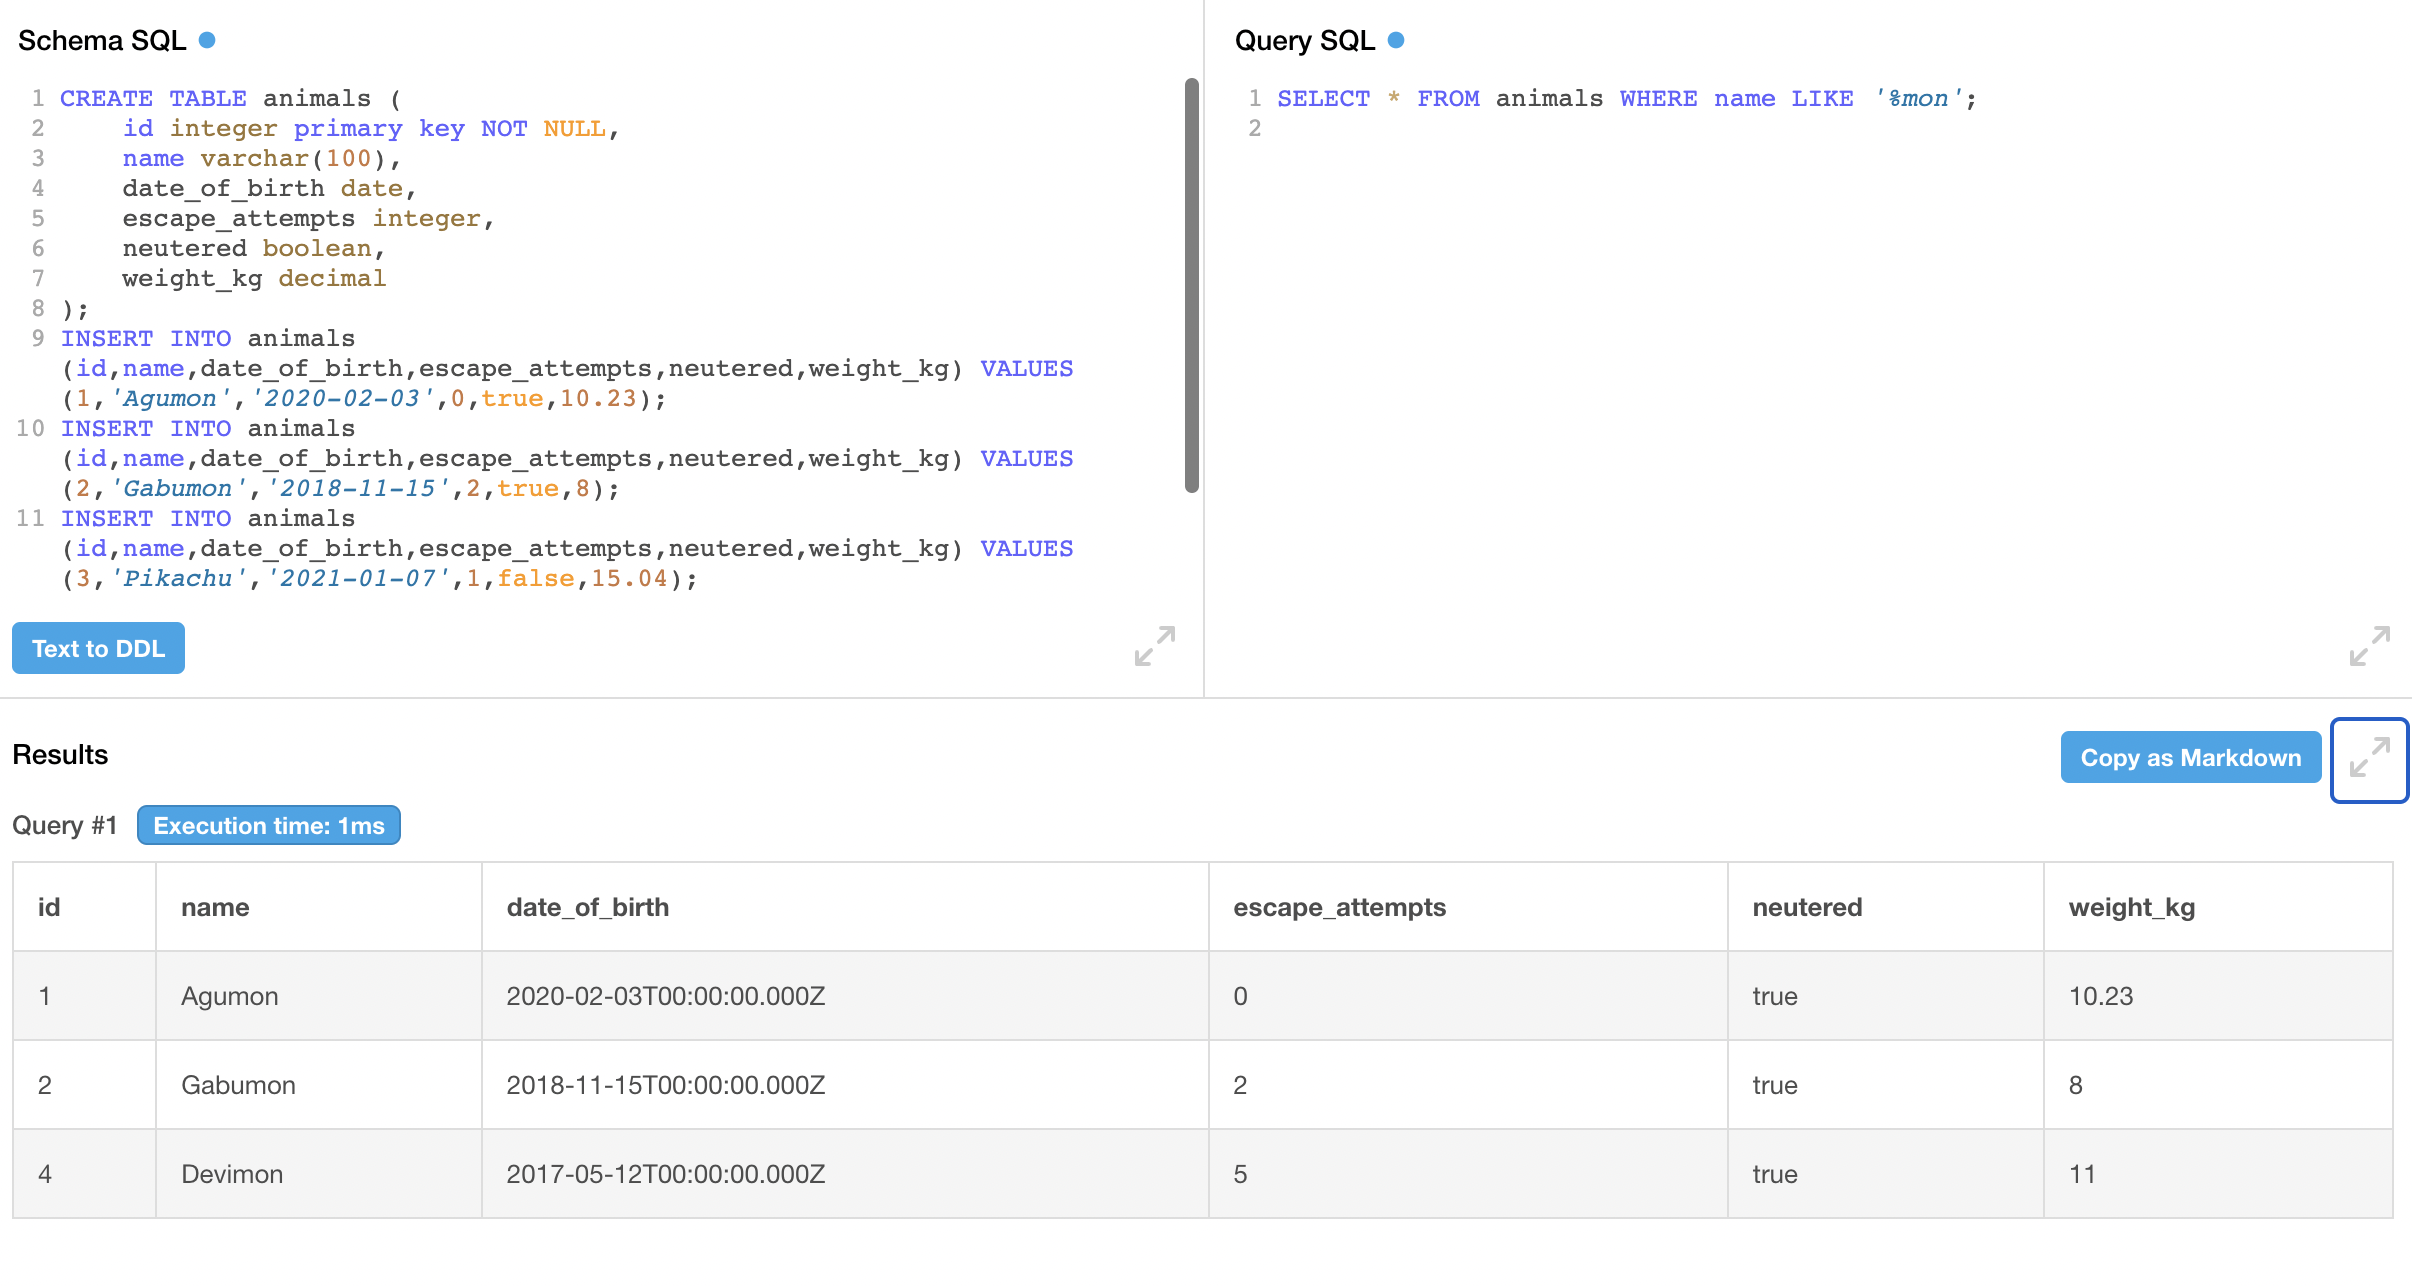 Schema SQL
1 CREATE TABLE animals (
2 id integer primary key NOT NULL,
3 name varchar(100),
4 date_of_birth date,
5 escape_attempts integer,
6 neutered boolean,
7 weight_kg decimal
8 );
9 INSERT INTO animals
(id,name,date_of_birth,escape_attempts,neutered,weight_kg) VALUES
(1,'Agumon','2020-02-03',0,true,10.23);
10 INSERT INTO animals
(id,name,date_of_birth,escape_attempts,neutered,weight_kg) VALUES
(2,'Gabumon','2018-11-15',2,true,8);
11 INSERT INTO animals
(id,name,date_of_birth,escape_attempts,neutered,weight_kg) VALUES
(3,'Pikachu','2021-01-07',1,false,15.04);
Text to DDL
Query SQL
1 SELECT * FROM animals WHERE name LIKE '%mon';
2
Results
Copy as Markdown
Query #1 Execution time: 1ms
id name date_of_birth escape_attempts neutered weight_kg
1 Agumon 2020-02-03T00:00:00.000Z 0 true 10.23
2 Gabumon 2018-11-15T00:00:00.000Z 2 true 8
4 Devimon 2017-05-12T00:00:00.000Z 5 true 11